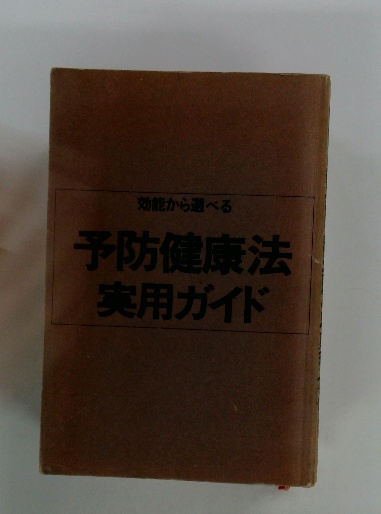 効能から選べる
予防健康法
実用ガイド